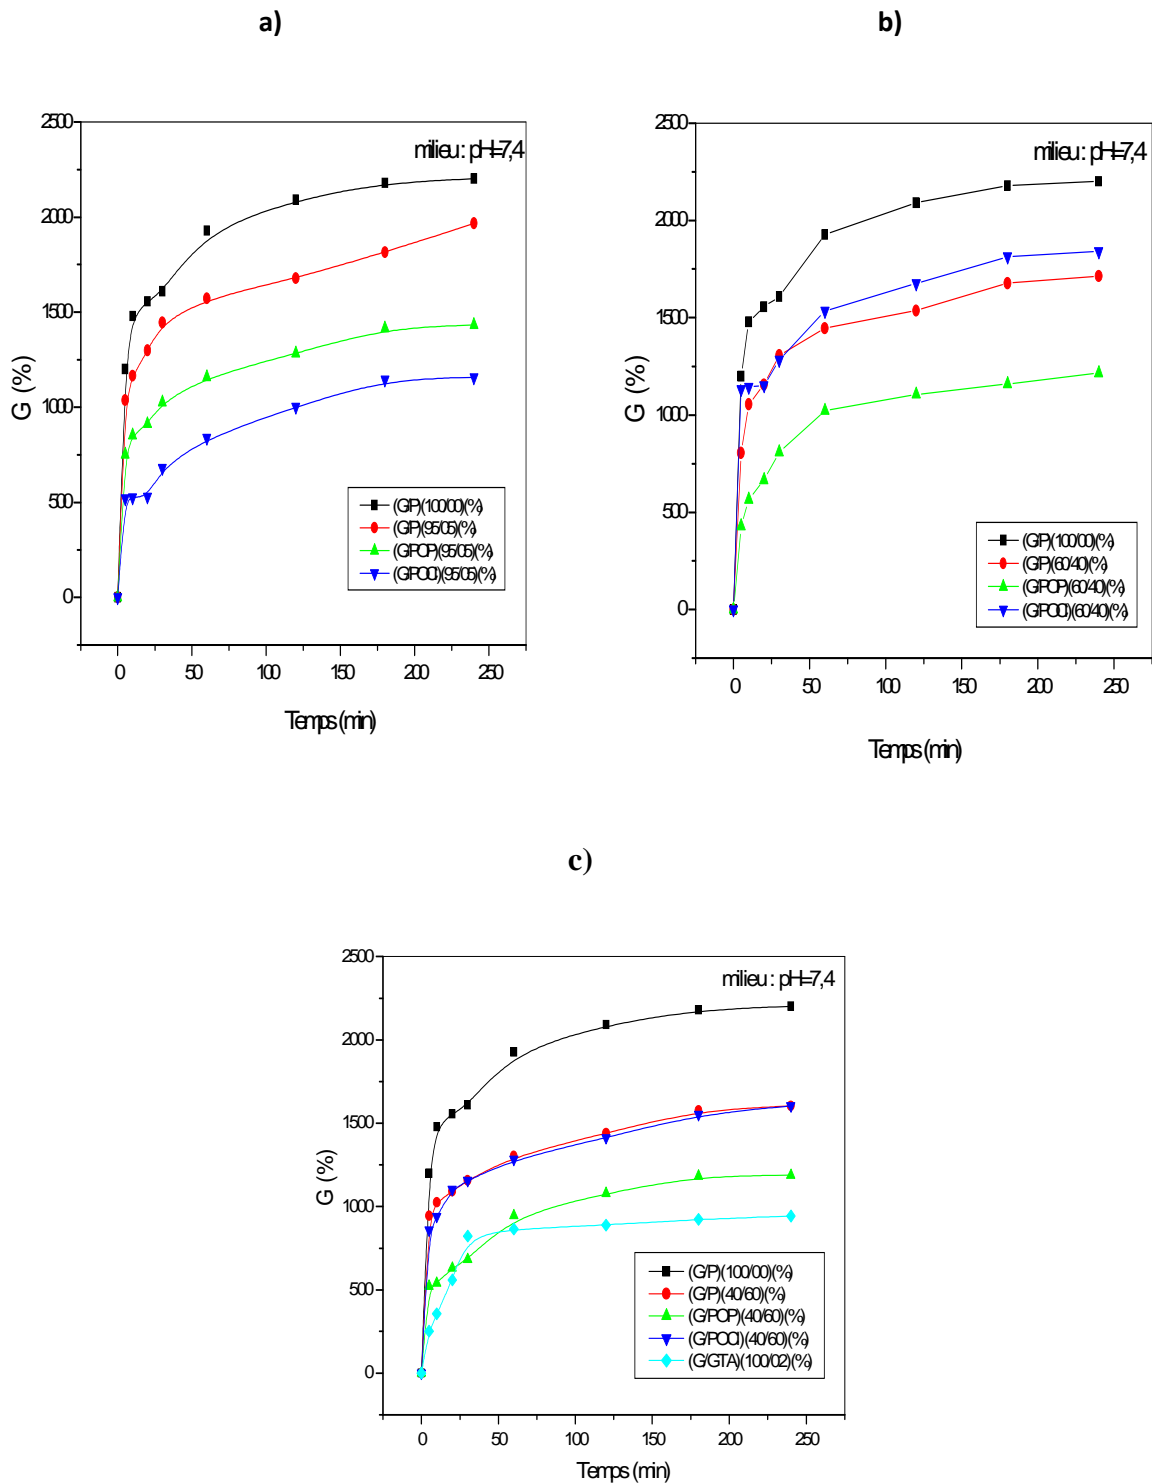 a)
milieu : pH=7,4
2500
2000
1500
1000
500
0
G (%)
(G/P)(100/00)(%)
(G/P)(95/05)(%)
(G/POP)(95/05)(%)
(G/POCl)(95/05)(%)
0 50 100 150 200 250
Temps (min)
b)
milieu : pH=7,4
2500
2000
1500
1000
500
0
G (%)
(G/P)(100/00)(%)
(G/P)(60/40)(%)
(G/POP)(60/40)(%)
(G/POCl)(60/40)(%)
0 50 100 150 200 250
Temps (min)
c)
milieu : pH=7,4
2500
2000
1500
1000
500
0
G (%)
(G/P)(100/00)(%)
(G/P)(40/60)(%)
(G/POP)(40/60)(%)
(G/POCl)(40/60)(%)
(G/GTA)(100/02)(%)
0 50 100 150 200 250
Temps (min)